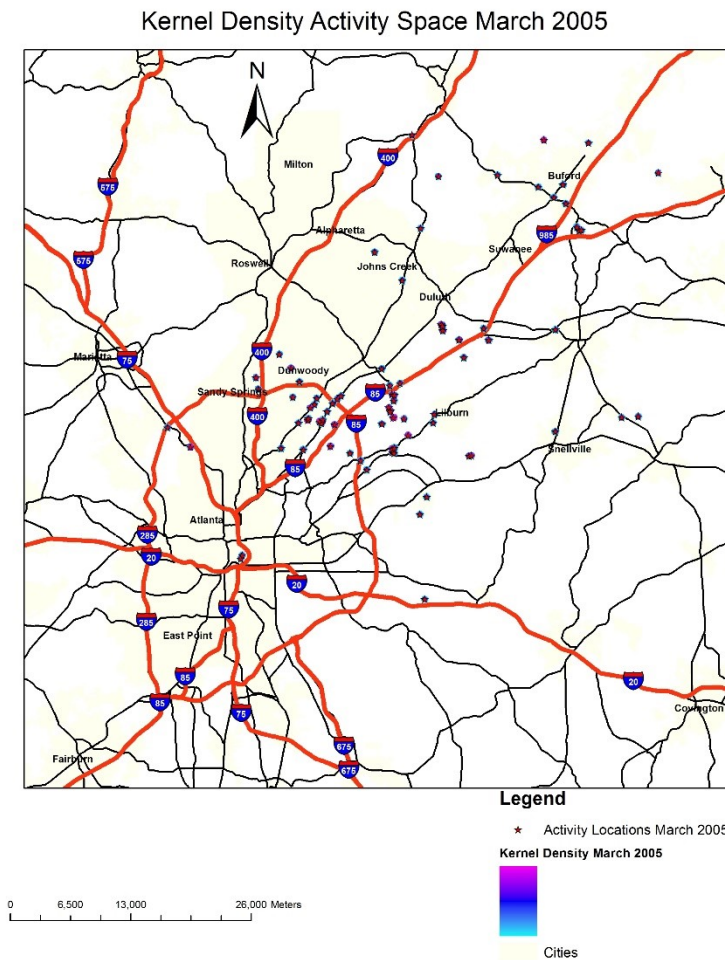 Kernel Density Activity Space March 2005
N
Milton
400
575
Buford
Alpharetta
985
Suwanee
575
Roswell
Johns Creek
Duluth
Marietta
75
400
Dunwoody
Sandy Springs
85
400
85
Lilburn
Snellville
85
Atlanta
285
20
20
75
285
East Point
85
20
85
75
Covington
675
Fairburn
675
Legend
Activity Locations March 2005
Kernel Density March 2005
0 6,500 13,000 26,000 Meters
Cities